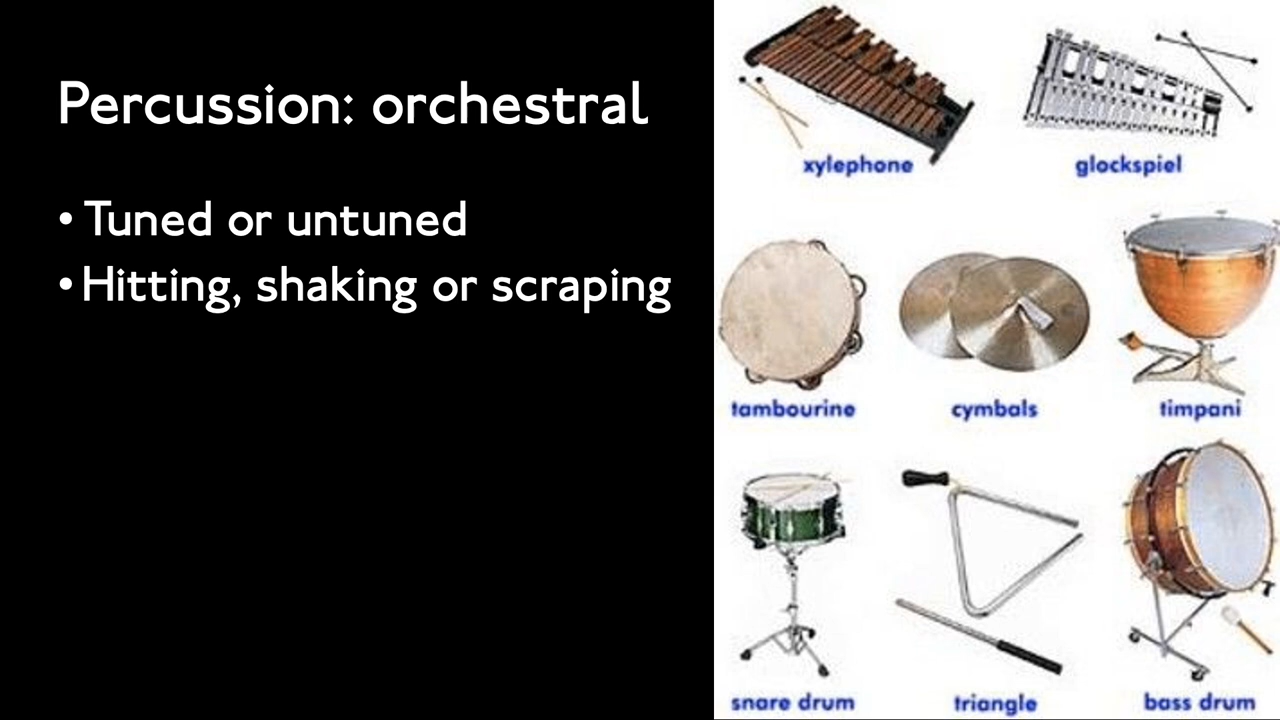 Percussion: orchestral
• Tuned or untuned
• Hitting, shaking or scraping
xylephone
glockspiel
tambourine
cymbals
timpani
snare drum
triangle
bass drum